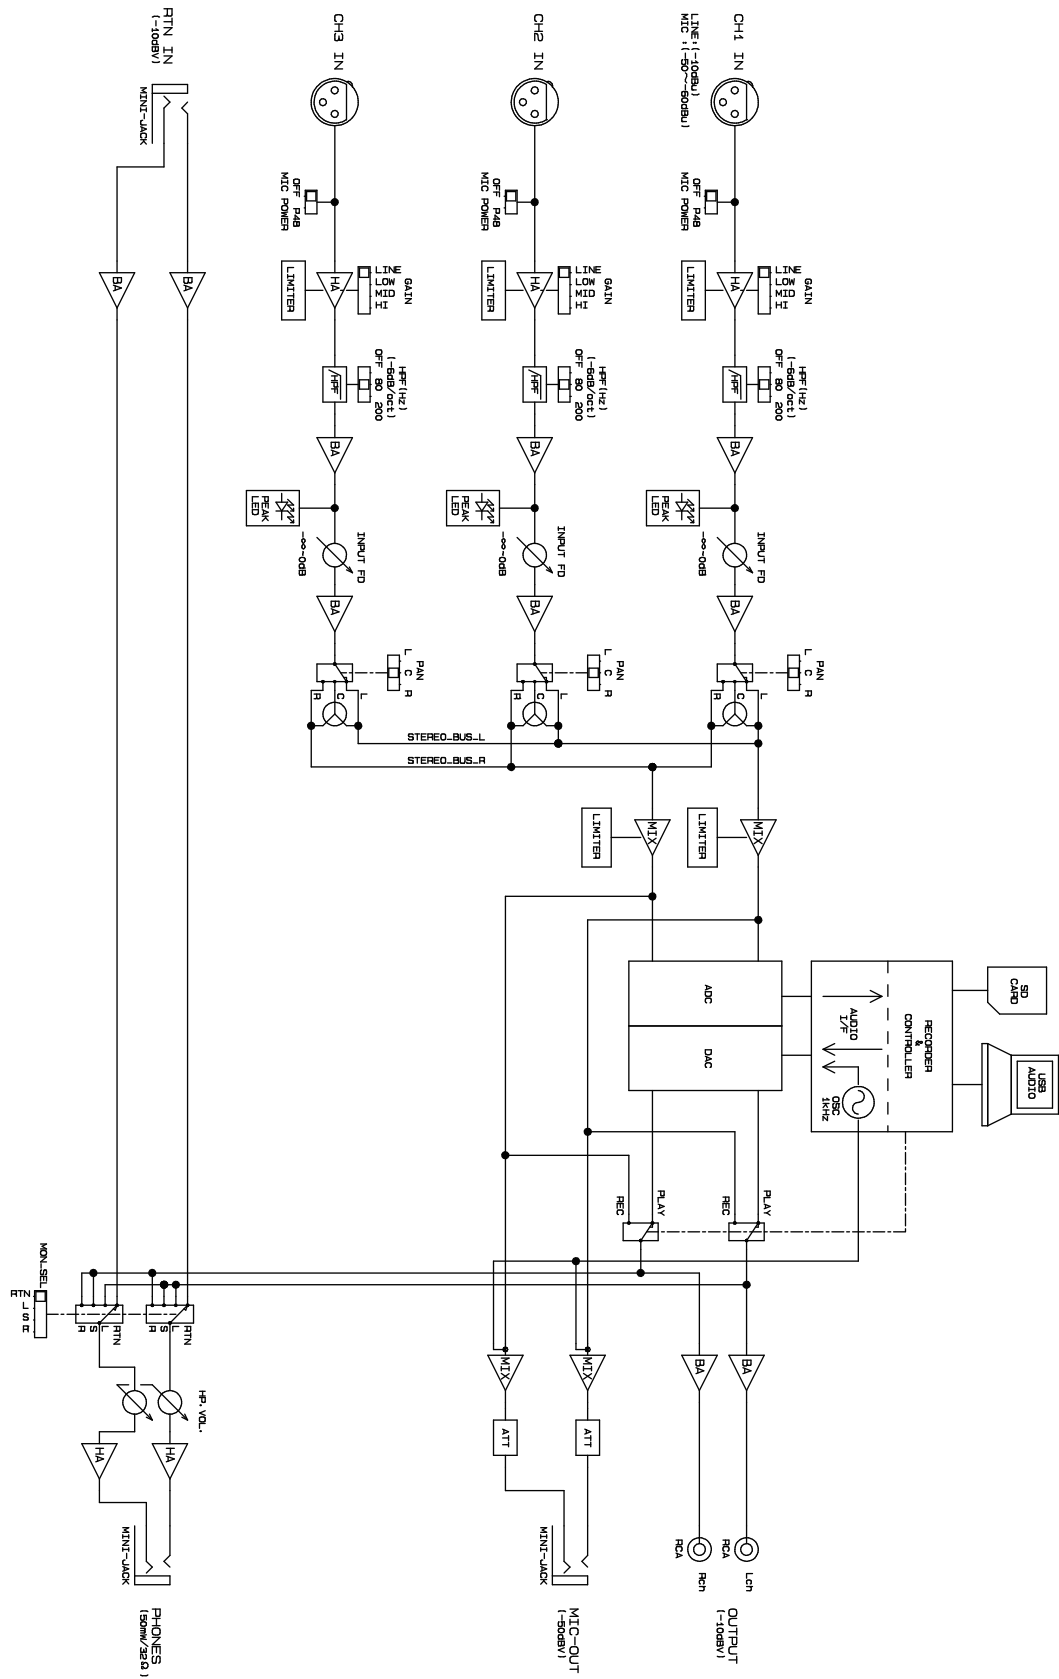 CH1 IN
LINE:(-10dBu)
MIC :(-50~-60dBu)
OFF P48
MIC POWER
GAIN
LINE
LOW
MID
HI
HA
LIMITER
HPF(Hz)
(-6dB/oct)
OFF 80 200
HPF
BA
PEAK
LED
INPUT FD
-∞-0dB
BA
PAN
L C R
L
C
R
CH2 IN
OFF P48
MIC POWER
GAIN
LINE
LOW
MID
HI
HA
LIMITER
HPF(Hz)
(-6dB/oct)
OFF 80 200
HPF
BA
PEAK
LED
INPUT FD
-∞-0dB
BA
PAN
L C R
L
C
R
CH3 IN
OFF P48
MIC POWER
GAIN
LINE
LOW
MID
HI
HA
LIMITER
HPF(Hz)
(-6dB/oct)
OFF 80 200
HPF
BA
PEAK
LED
INPUT FD
-∞-0dB
BA
PAN
L C R
L
C
R
STEREO_BUS_L
STEREO_BUS_R
MIX
LIMITER
MIX
LIMITER
SD
CARD
USB
AUDIO
RECORDER
&
CONTROLLER
AUDIO
I/F
OSC
1kHz
ADC
DAC
PLAY
REC
PLAY
REC
BA
BA
Lch
RCA
Rch
RCA
OUTPUT
(-10dBV)
MIX
ATT
MIX
ATT
MINI-JACK
MIC-OUT
(-50dBV)
RTN IN
(-10dBV)
MINI-JACK
BA
BA
RTN
L
S
R
RTN
L
S
R
MON_SEL
RTN
L
S
R
HP. VOL.
HA
HA
MINI-JACK
PHONES
(50mW/32Ω)